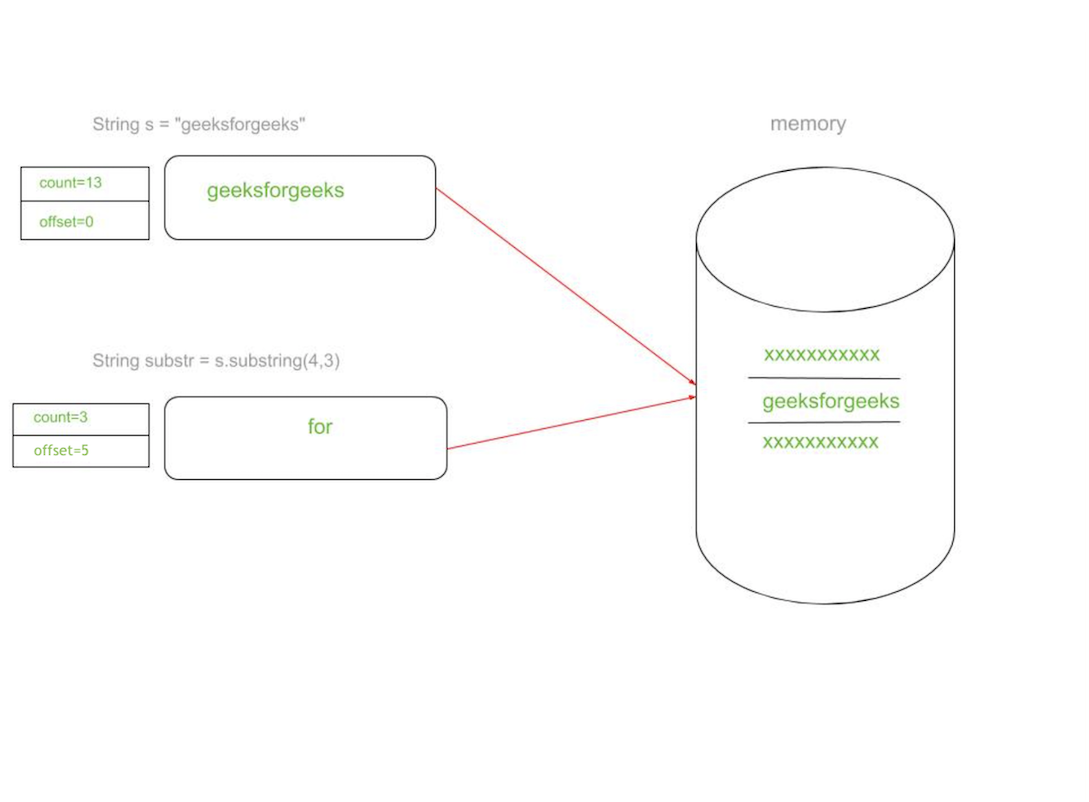 String s = "geeksforgeeks"
memory
count=13
geeksforgeeks
offset=0
String substr = s.substring(4,3)
xxxxxxxxxxx
geeksforgeeks
xxxxxxxxxxx
count=3
for
offset=5